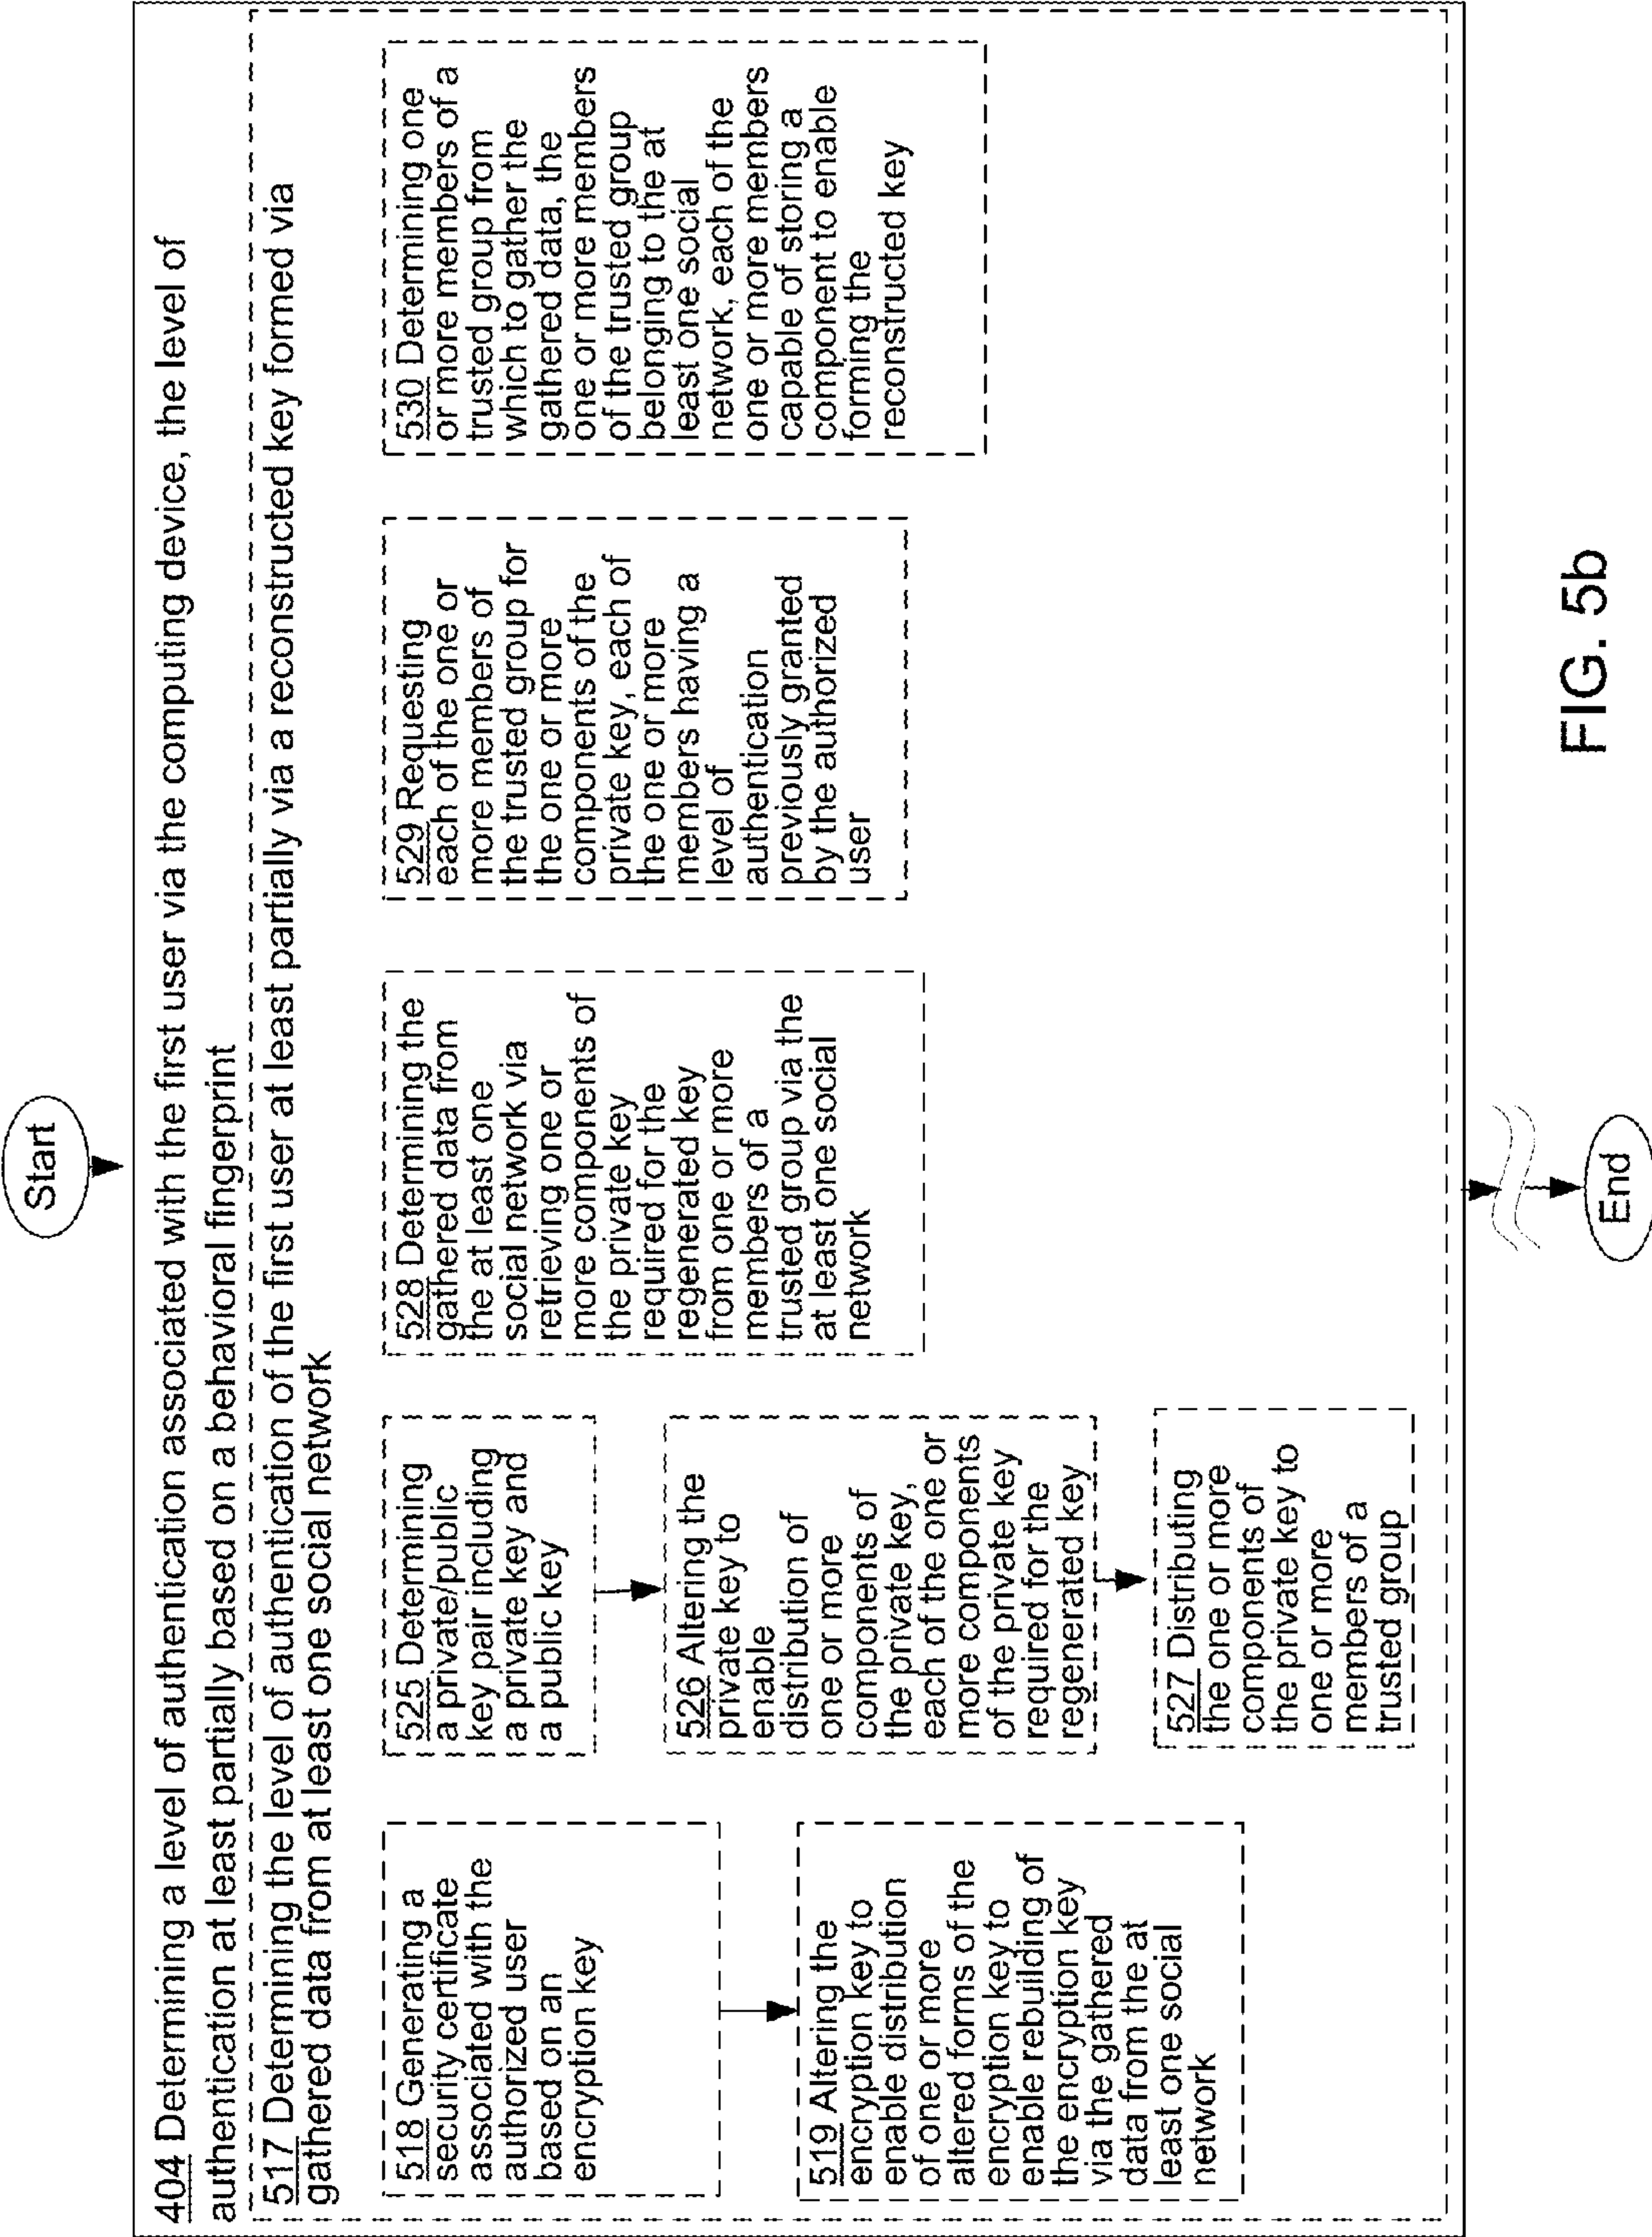 Start
404 Determining a level of authentication associated with the first user via the computing device, the level of
authentication at least partially based on a behavioral fingerprint
517 Determining the level of authentication of the first user at least partially via a reconstructed key formed via
gathered data from at least one social network
518 Generating a
security certificate
associated with the
authorized user
based on an
encryption key
519 Altering the
encryption key to
enable distribution
of one or more
altered forms of the
encryption key to
enable rebuilding of
the encryption key
via the gathered
data from the at
least one social
network
525 Determining
a private/public
key pair including
a private key and
a public key
526 Altering the
private key to
enable
distribution of
one or more
components of
the private key,
each of the one or
more components
of the private key
required for the
regenerated key
527 Distributing
the one or more
components of
the private key to
one or more
members of a
trusted group
528 Determining the
gathered data from
the at least one
social network via
retrieving one or
more components of
the private key
required for the
regenerated key
from one or more
members of a
trusted group via the
at least one social
network
529 Requesting
each of the one or
more members of
the trusted group for
the one or more
components of the
private key, each of
the one or more
members having a
level of
authentication
previously granted
by the authorized
user
530 Determining one
or more members of a
trusted group from
which to gather the
gathered data, the
one or more members
of the trusted group
belonging to the at
least one social
network, each of the
one or more members
capable of storing a
component to enable
forming the
reconstructed key
End
FIG. 5b